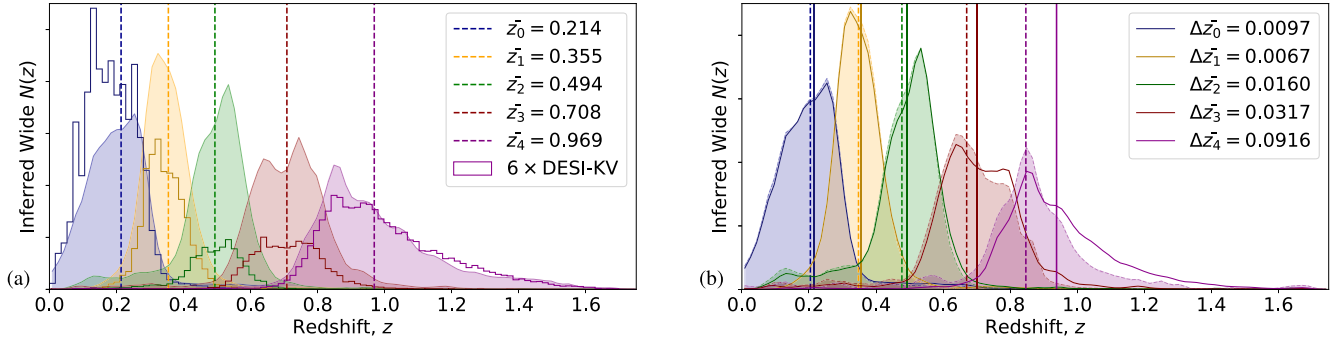 Inferred Wide N(z)
z̄₀ = 0.214
z̄₁ = 0.355
z̄₂ = 0.494
z̄₃ = 0.708
z̄₄ = 0.969
6 × DESI-KV
(a)
0.0 0.2 0.4 0.6 0.8 1.0 1.2 1.4 1.6
Redshift, z
Inferred Wide N(z)
Δz̄₀ = 0.0097
Δz̄₁ = 0.0067
Δz̄₂ = 0.0160
Δz̄₃ = 0.0317
Δz̄₄ = 0.0916
(b)
0.0 0.2 0.4 0.6 0.8 1.0 1.2 1.4 1.6
Redshift, z